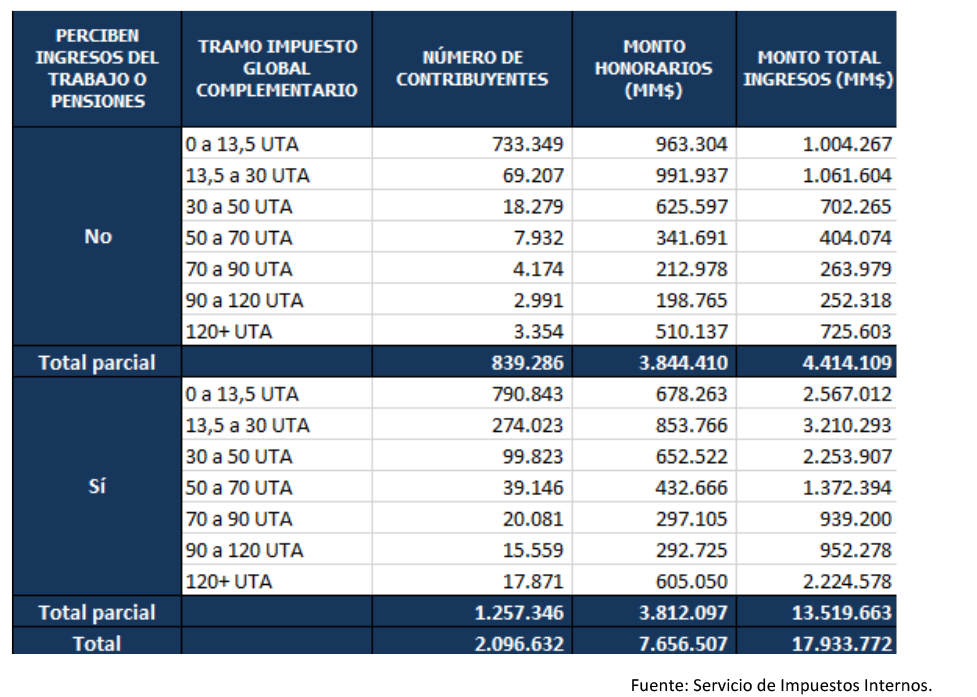 PERCIBEN INGRESOS DEL TRABAJO O PENSIONES TRAMO IMPUESTO GLOBAL COMPLEMENTARIO NÚMERO DE CONTRIBUYENTES MONTO HONORARIOS (MM$) MONTO TOTAL INGRESOS (MM$)
No
0 a 13,5 UTA 733.349 963.304 1.004.267
13,5 a 30 UTA 69.207 991.937 1.061.604
30 a 50 UTA 18.279 625.597 702.265
50 a 70 UTA 7.932 341.691 404.074
70 a 90 UTA 4.174 212.978 263.979
90 a 120 UTA 2.991 198.765 252.318
120+ UTA 3.354 510.137 725.603
Total parcial 839.286 3.844.410 4.414.109
Sí
0 a 13,5 UTA 790.843 678.263 2.567.012
13,5 a 30 UTA 274.023 853.766 3.210.293
30 a 50 UTA 99.823 652.522 2.253.907
50 a 70 UTA 39.146 432.666 1.372.394
70 a 90 UTA 20.081 297.105 939.200
90 a 120 UTA 15.559 292.725 952.278
120+ UTA 17.871 605.050 2.224.578
Total parcial 1.257.346 3.812.097 13.519.663
Total 2.096.632 7.656.507 17.933.772
Fuente: Servicio de Impuestos Internos.